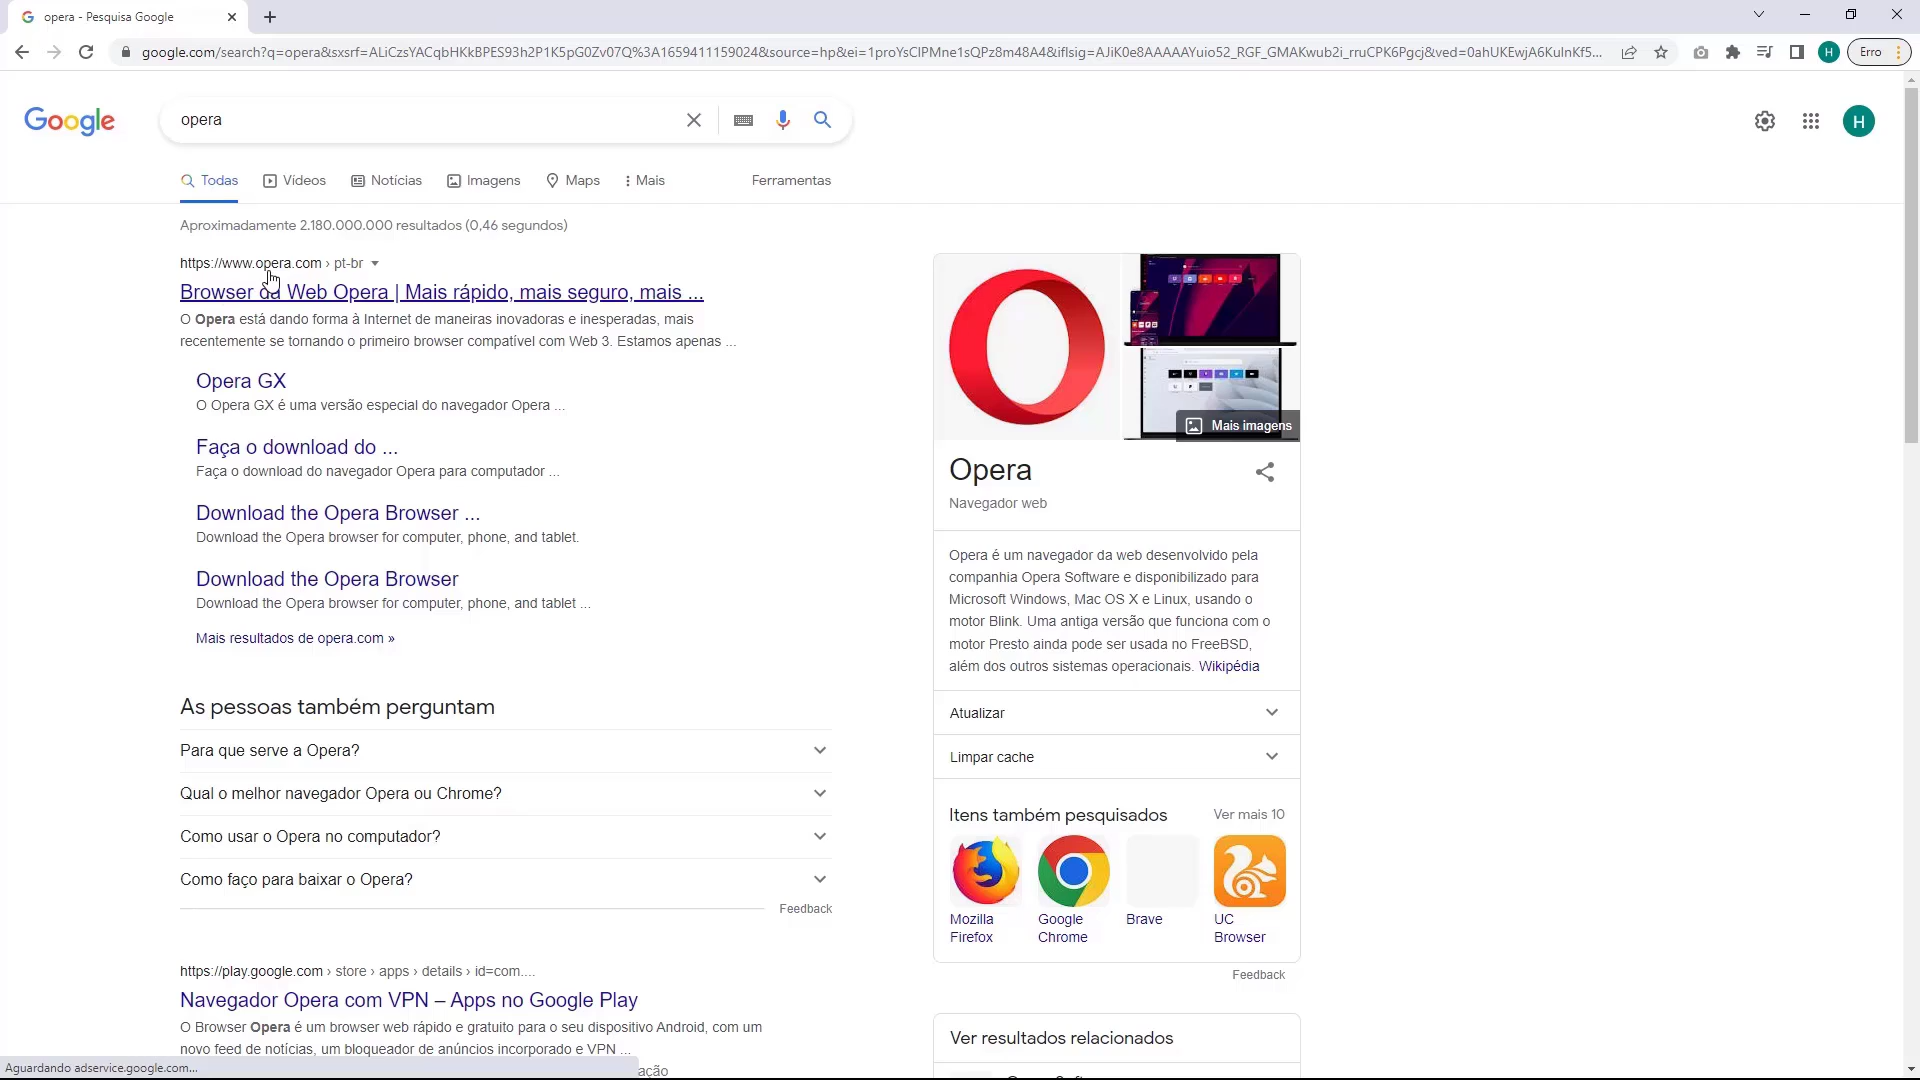 opera - Pesquisa Google
google.com/search?q=opera&sxsrf=ALiCzsYACqbHKkBPES93h2P1K5pG0Zv07Q%3A1659411159024&source=hp&ei=1proYsClPMne1sQPz8m48A4&iflsig=AJiK0e8AAAAAYuio52_RGF_GMAKwub2i_rruCPK6Pgcj&ved=0ahUKEwjA6KulnKf5...
H
Erro
Google
opera
H
Todas
Vídeos
Notícias
Imagens
Maps
Mais
Ferramentas
Aproximadamente 2.180.000.000 resultados (0,46 segundos)
https://www.opera.com › pt-br
Browser da Web Opera | Mais rápido, mais seguro, mais ...
O Opera está dando forma à Internet de maneiras inovadoras e inesperadas, mais
recentemente se tornando o primeiro browser compatível com Web 3. Estamos apenas ...
Opera GX
O Opera GX é uma versão especial do navegador Opera ...
Faça o download do ...
Faça o download do navegador Opera para computador ...
Download the Opera Browser ...
Download the Opera browser for computer, phone, and tablet.
Download the Opera Browser
Download the Opera browser for computer, phone, and tablet ...
Mais resultados de opera.com »
As pessoas também perguntam
Para que serve a Opera?
Qual o melhor navegador Opera ou Chrome?
Como usar o Opera no computador?
Como faço para baixar o Opera?
Feedback
https://play.google.com › store › apps › details › id=com....
Navegador Opera com VPN – Apps no Google Play
O Browser Opera é um browser web rápido e gratuito para o seu dispositivo Android, com um
novo feed de notícias, um bloqueador de anúncios incorporado e VPN ...
ação
Aguardando adservice.google.com...
Mais imagens
Opera
Navegador web
Opera é um navegador da web desenvolvido pela
companhia Opera Software e disponibilizado para
Microsoft Windows, Mac OS X e Linux, usando o
motor Blink. Uma antiga versão que funciona com o
motor Presto ainda pode ser usada no FreeBSD,
além dos outros sistemas operacionais. Wikipédia
Atualizar
Limpar cache
Itens também pesquisados
Ver mais 10
Mozilla
Firefox
Google
Chrome
Brave
UC
Browser
Feedback
Ver resultados relacionados